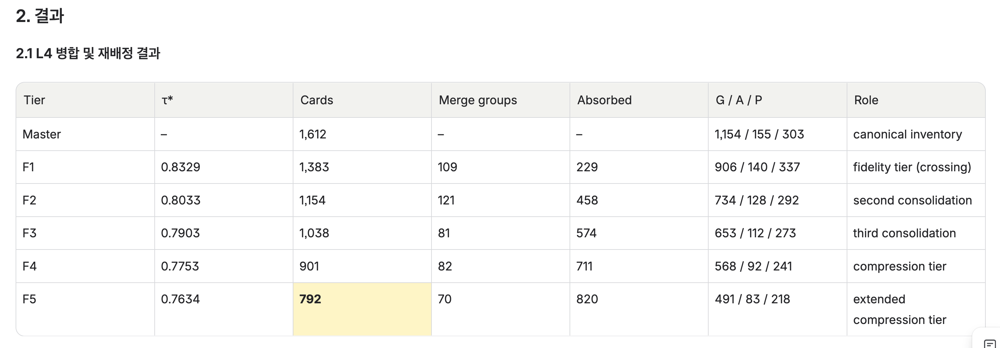 2. 결과
2.1 L4 병합 및 재배정 결과
Tier τ* Cards Merge groups Absorbed G / A / P Role
Master – 1,612 – – 1,154 / 155 / 303 canonical inventory
F1 0.8329 1,383 109 229 906 / 140 / 337 fidelity tier (crossing)
F2 0.8033 1,154 121 458 734 / 128 / 292 second consolidation
F3 0.7903 1,038 81 574 653 / 112 / 273 third consolidation
F4 0.7753 901 82 711 568 / 92 / 241 compression tier
F5 0.7634 792 70 820 491 / 83 / 218 extended
compression tier